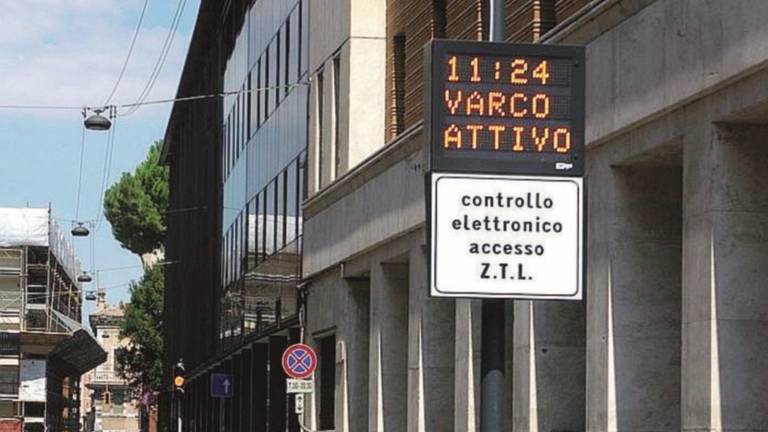 11:24
VARCO
ATTIVO
controllo
elettronico
accesso
Z.T.L.